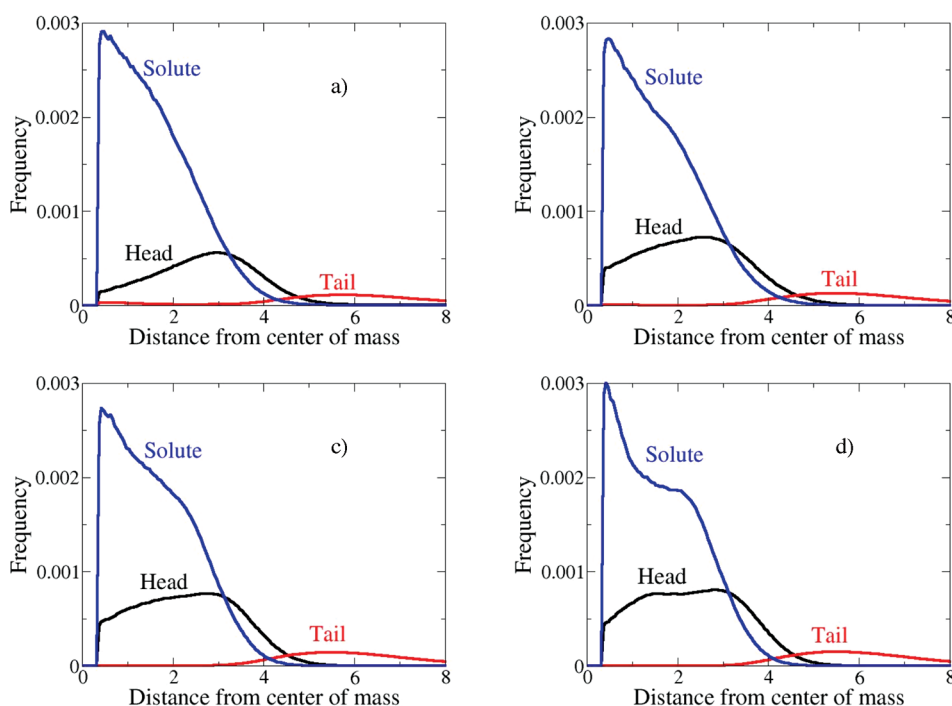 0.003
0.002
0.001
0
Frequency
Solute
a)
Head
Tail
0 2 4 6 8
Distance from center of mass
0.003
0.002
0.001
0.000
Frequency
Solute
Head
Tail
0 2 4 6 8
Distance from center of mass
0.003
0.002
0.001
0
Frequency
Solute
c)
Head
Tail
0 2 4 6 8
Distance from center of mass
0.003
0.002
0.001
0
Frequency
Solute
d)
Head
Tail
0 2 4 6 8
Distance from center of mass